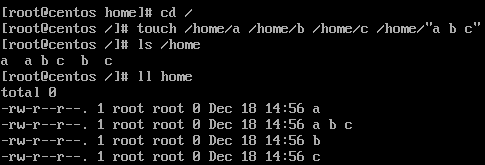 [root@centos home]# cd /
[root@centos /]# touch /home/a /home/b /home/c /home/"a b c"
[root@centos /]# ls /home
a  a b c  b  c
[root@centos /]# ll home
total 0
-rw-r--r--. 1 root root 0 Dec 18 14:56 a
-rw-r--r--. 1 root root 0 Dec 18 14:56 a b c
-rw-r--r--. 1 root root 0 Dec 18 14:56 b
-rw-r--r--. 1 root root 0 Dec 18 14:56 c